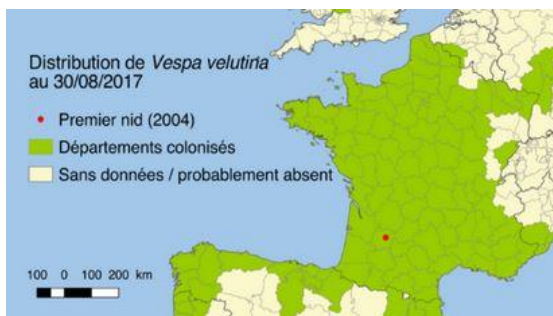 Distribution de Vespa velutina
au 30/08/2017
Premier nid (2004)
Départements colonisés
Sans données / probablement absent
100 0 100 200 km